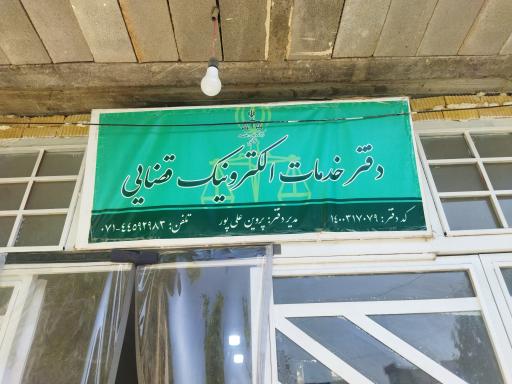 دفتر خدمات الکترونیک قضایی
کد دفتر: ۱۴۰۰۳۱۷۰۷۹ مدیر دفتر: پروین علی پور تلفن: ۴۴۵۹۲۹۸۳-۰۷۱